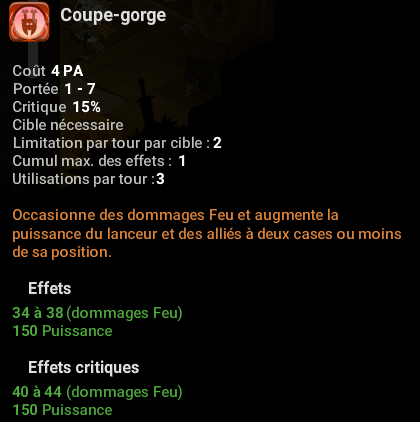 Coupe-gorge
Coût 4 PA
Portée 1 - 7
Critique 15%
Cible nécessaire
Limitation par tour par cible : 2
Cumul max. des effets : 1
Utilisations par tour :3
Occasionne des dommages Feu et augmente la
puissance du lanceur et des alliés à deux cases ou moins
de sa position.
Effets
34 à 38 (dommages Feu)
150 Puissance
Effets critiques
40 à 44 (dommages Feu)
150 Puissance